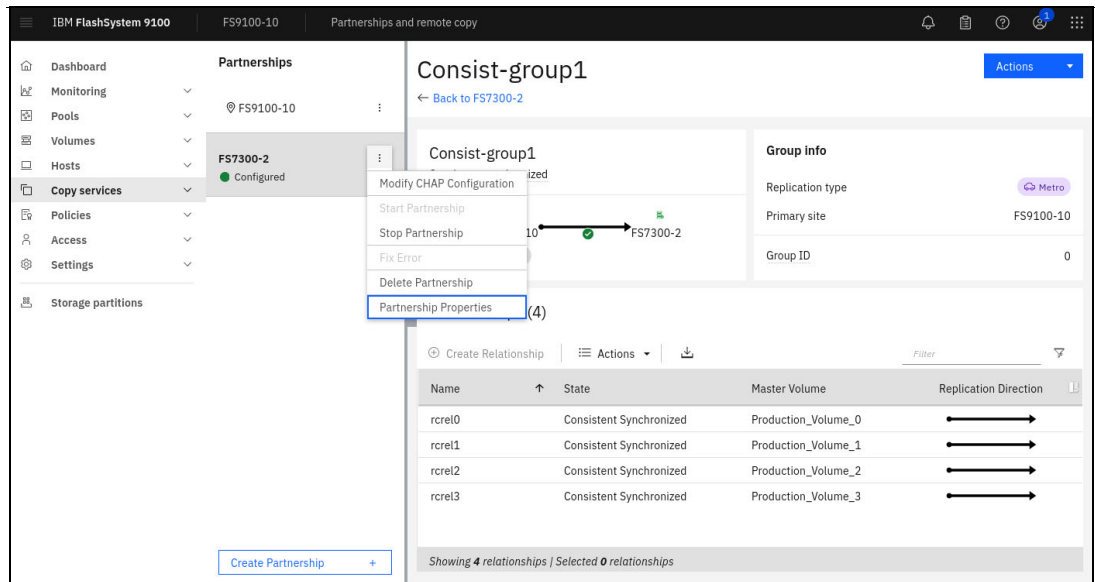 IBM FlashSystem 9100
FS9100-10
Partnerships and remote copy
1
Dashboard
Monitoring
Pools
Volumes
Hosts
Copy services
Policies
Access
Settings
Storage partitions
Partnerships
FS9100-10
FS7300-2
Configured
Modify CHAP Configuration
Start Partnership
Stop Partnership
Fix Error
Delete Partnership
Partnership Properties
Create Partnership +
Consist-group1
Actions
← Back to FS7300-2
Consist-group1
10
FS7300-2
Group info
Replication type Metro
Primary site FS9100-10
Group ID 0
(4)
Create Relationship
Actions
Filter
Name ↑ State Master Volume Replication Direction
rcrel0 Consistent Synchronized Production_Volume_0
rcrel1 Consistent Synchronized Production_Volume_1
rcrel2 Consistent Synchronized Production_Volume_2
rcrel3 Consistent Synchronized Production_Volume_3
Showing 4 relationships | Selected 0 relationships